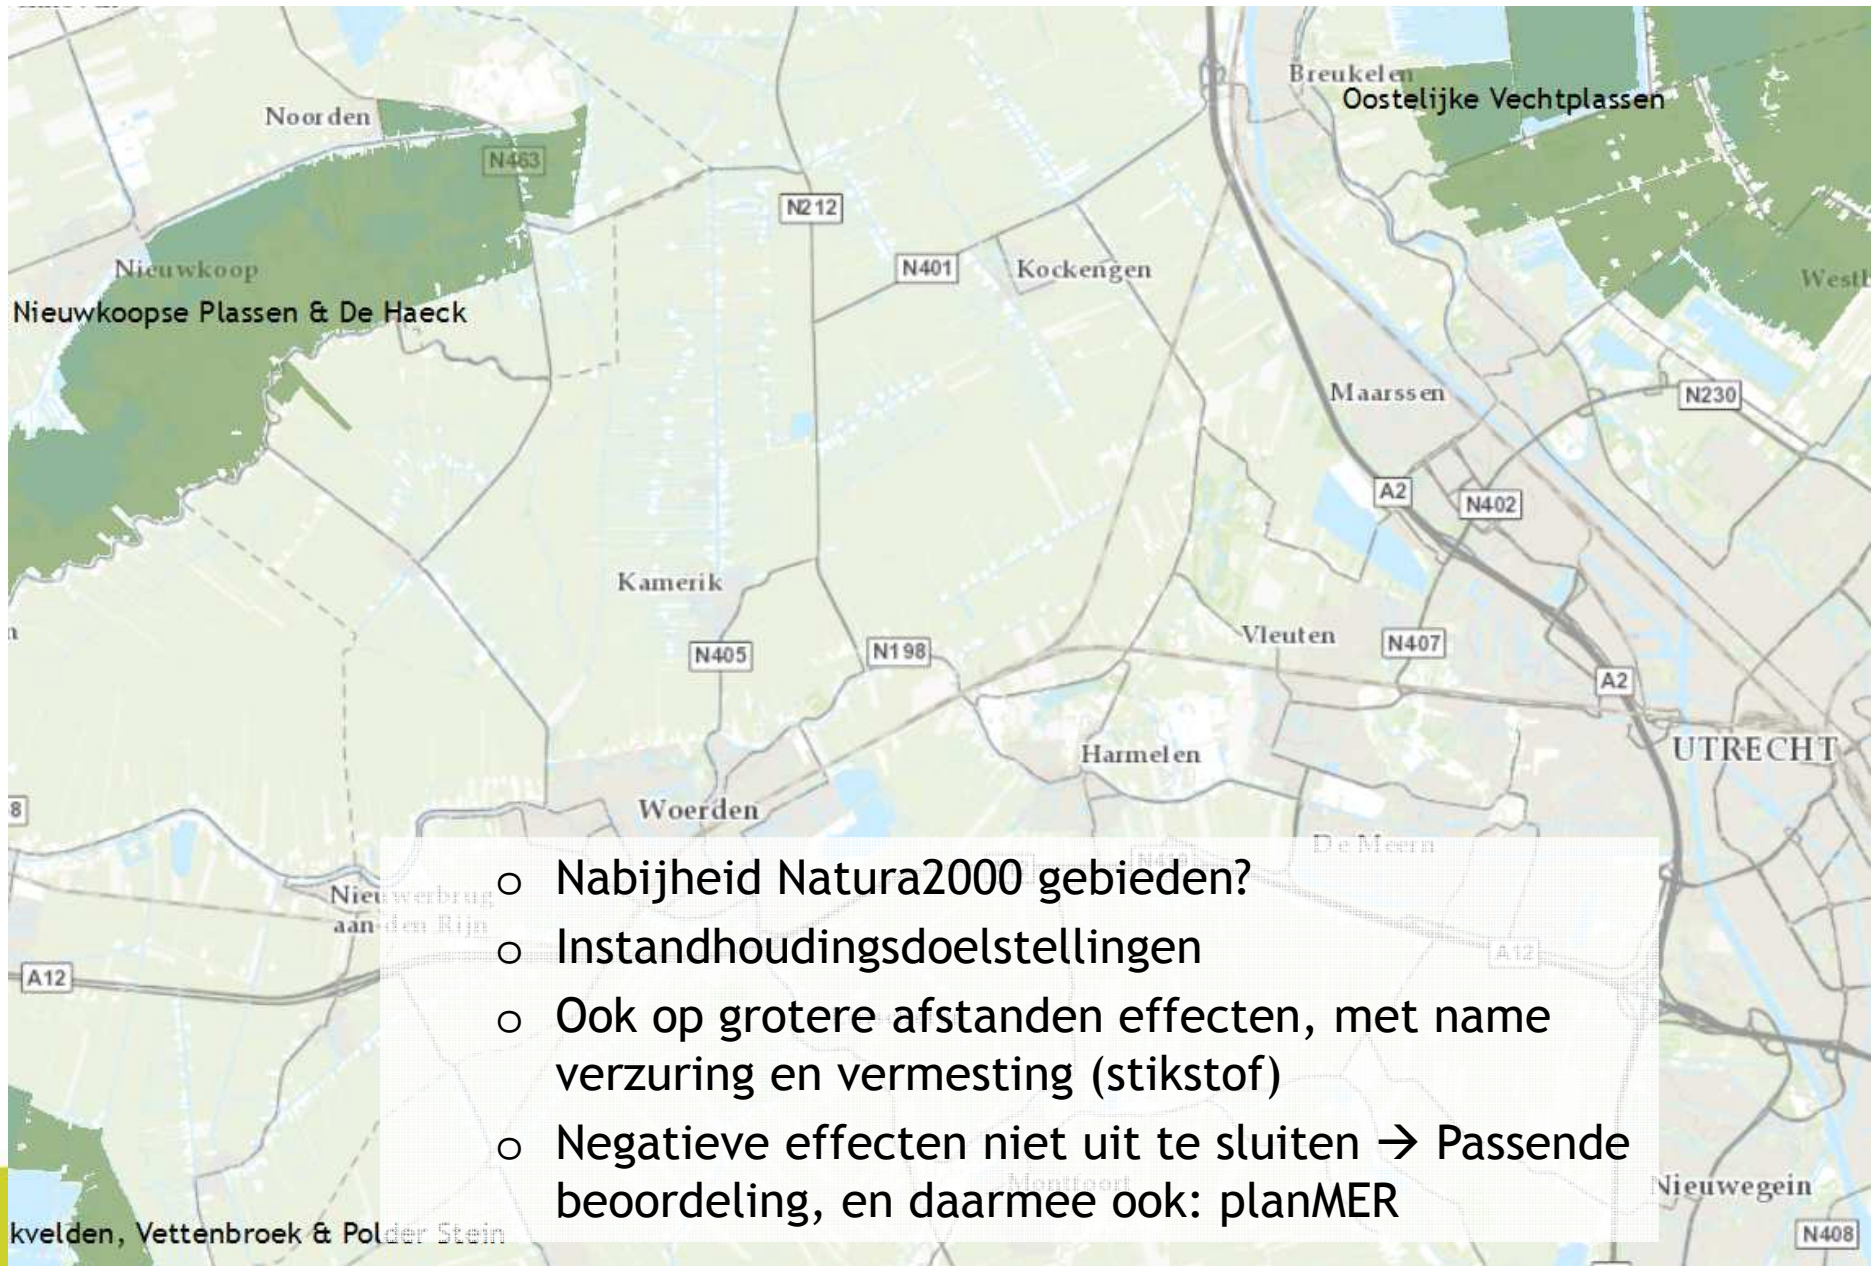 Breukelen
Oostelijke Vechtplassen
Noorden
N463
N212
Nieuwkoop
N401
Kockengen
Westb
Nieuwkoopse Plassen & De Haeck
Maarssen
N230
A2
N402
Kamerik
Vleuten
N407
N405
N198
A2
UTRECHT
Harmelen
8
Woerden
De Meern
Nieuwerbrug
aan den Rijn
A12
A12
o Nabijheid Natura2000 gebieden?
o Instandhoudingsdoelstellingen
o Ook op grotere afstanden effecten, met name
verzuring en vermesting (stikstof)
o Negatieve effecten niet uit te sluiten → Passende
beoordeling, en daarmee ook: planMER
Montfoort
Nieuwegein
kvelden, Vettenbroek & Polder Stein
N408